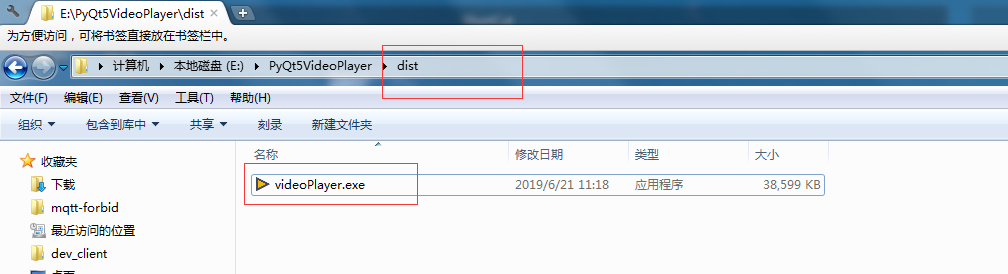 E:\PyQt5VideoPlayer\dist
为方便访问，可将书签直接放在书签栏中。
计算机 本地磁盘 (E:) PyQt5VideoPlayer dist
文件(F) 编辑(E) 查看(V) 工具(T) 帮助(H)
组织 包含到库中 共享 刻录 新建文件夹
收藏夹
下载
mqtt-forbid
最近访问的位置
dev_client
桌面
名称 修改日期 类型 大小
videoPlayer.exe 2019/6/21 11:18 应用程序 38,599 KB